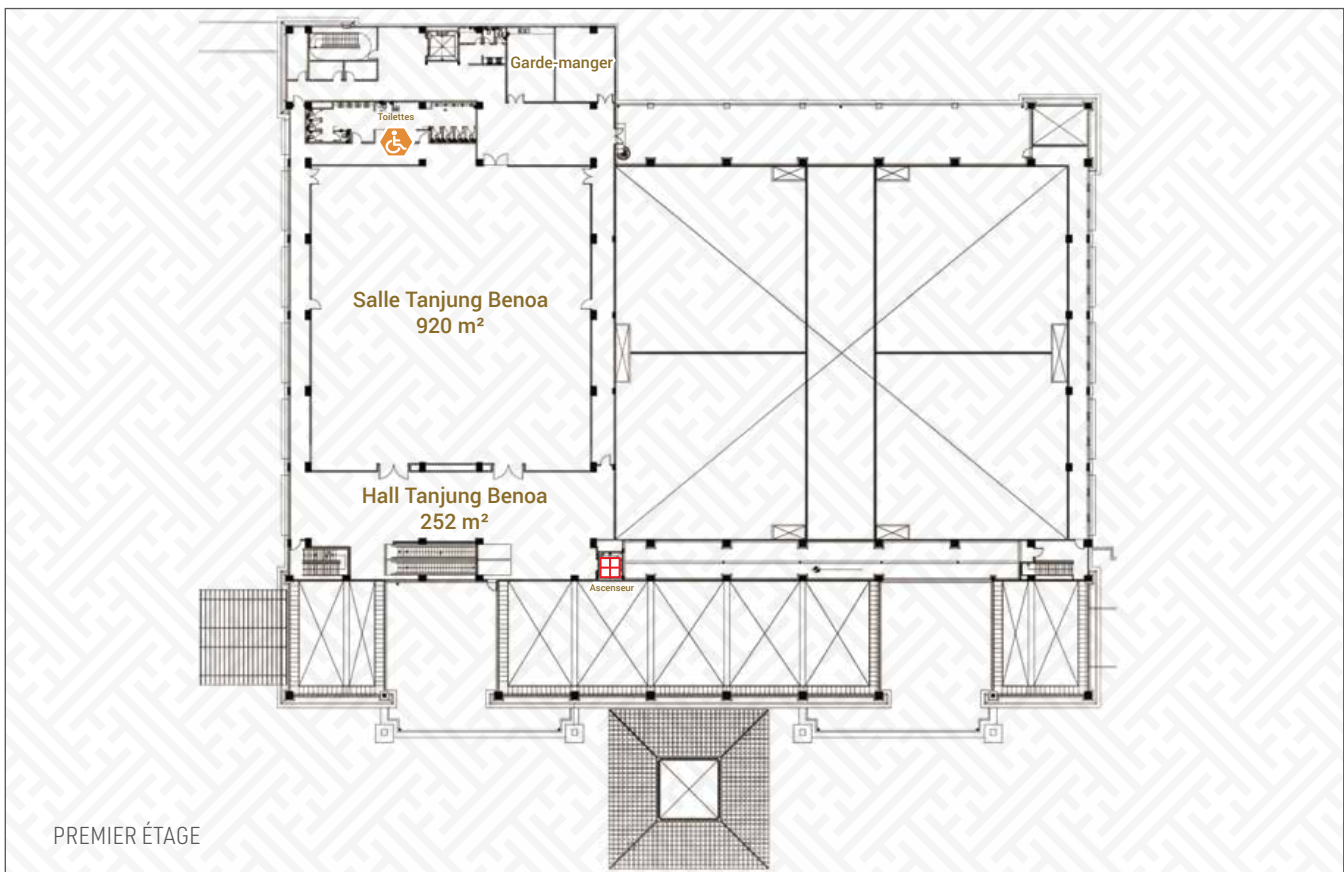 Garde-manger
Toilettes
Salle Tanjung Benoa
920 m²
Hall Tanjung Benoa
252 m²
Ascenseur
PREMIER ÉTAGE